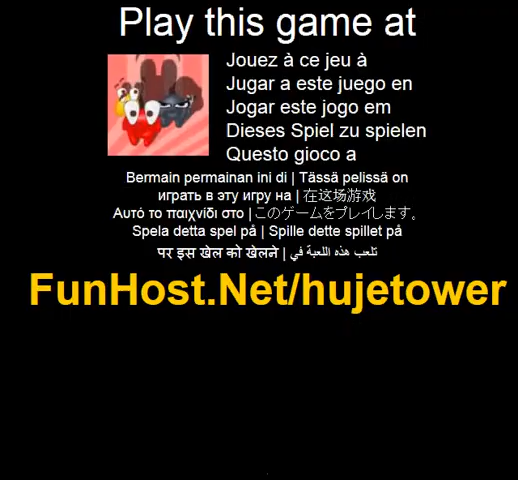 Play this game at
Jouez à ce jeu à
Jugar a este juego en
Jogar este jogo em
Dieses Spiel zu spielen
Questo gioco a
Bermain permainan ini di | Tässä pelissä on
играть в эту игру на | 在这场游戏
Αυτό το παιχνίδι στο | このゲームをプレイします。
Spela detta spel på | Spille dette spillet på
पर इस खेल को खेलने | تلعب هذه اللعبة في
FunHost.Net/hujetower